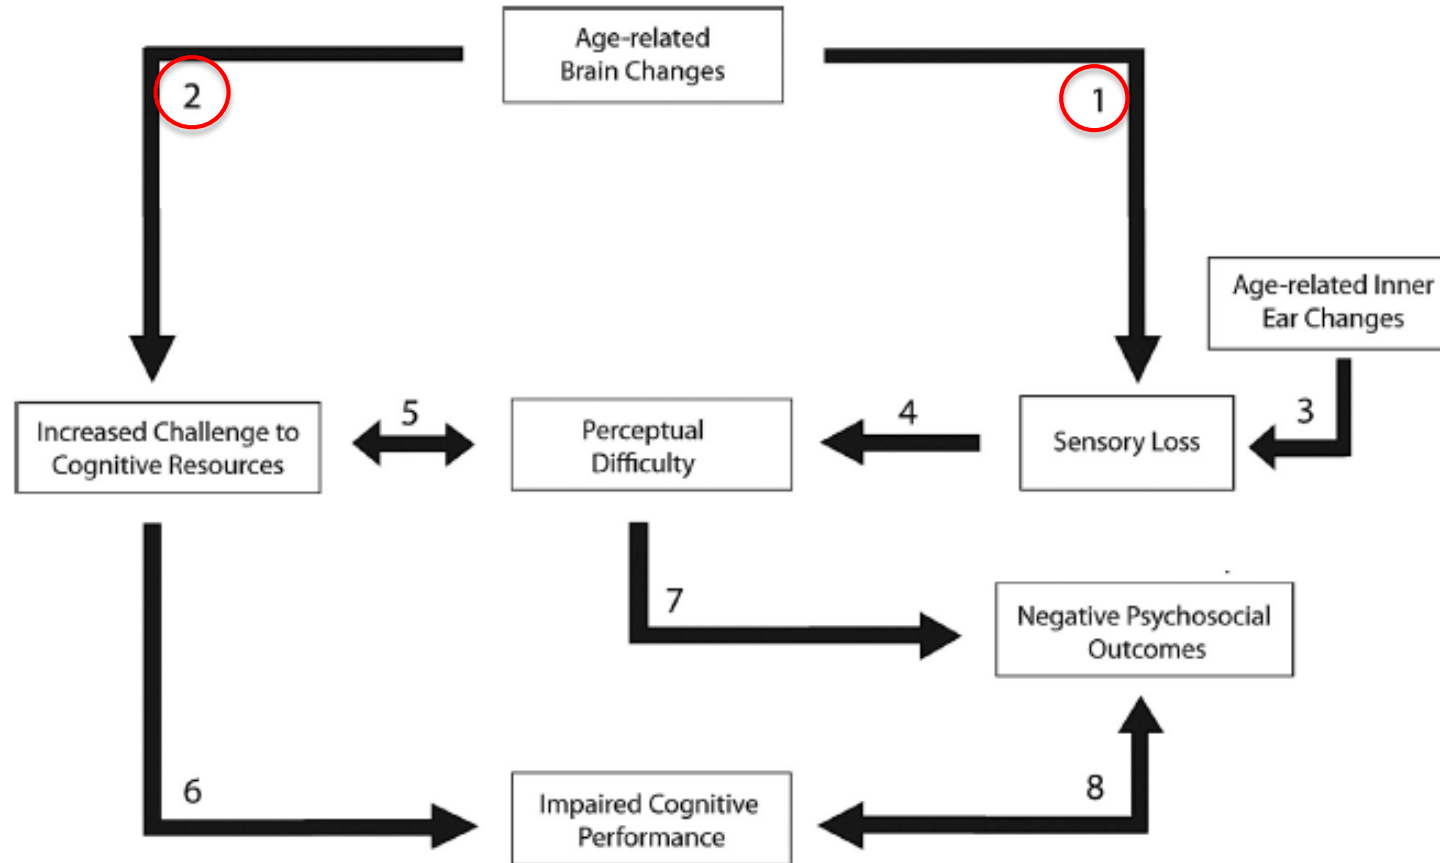 Age-related
Brain Changes
2
1
Age-related Inner
Ear Changes
Increased Challenge to
Cognitive Resources
5
Perceptual
Difficulty
4
Sensory Loss
3
7
Negative Psychosocial
Outcomes
6
Impaired Cognitive
Performance
8